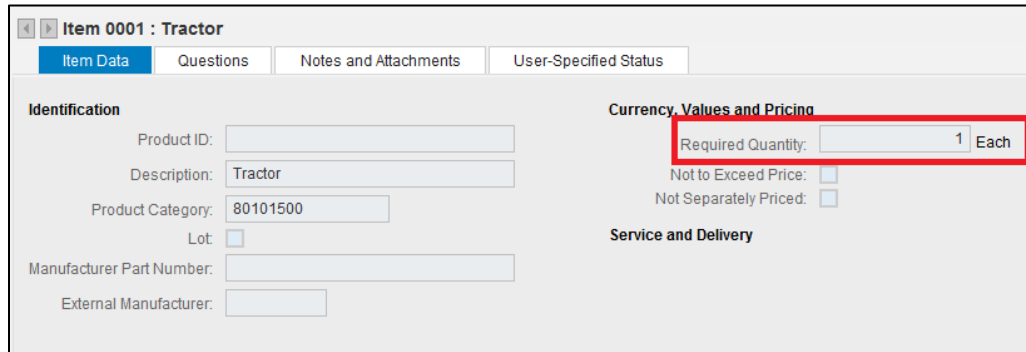 Item 0001 : Tractor
Item Data Questions Notes and Attachments User-Specified Status
Identification
Product ID:
Description: Tractor
Product Category: 80101500
Lot:
Manufacturer Part Number:
External Manufacturer:
Currency, Values and Pricing
Required Quantity: 1 Each
Not to Exceed Price:
Not Separately Priced:
Service and Delivery